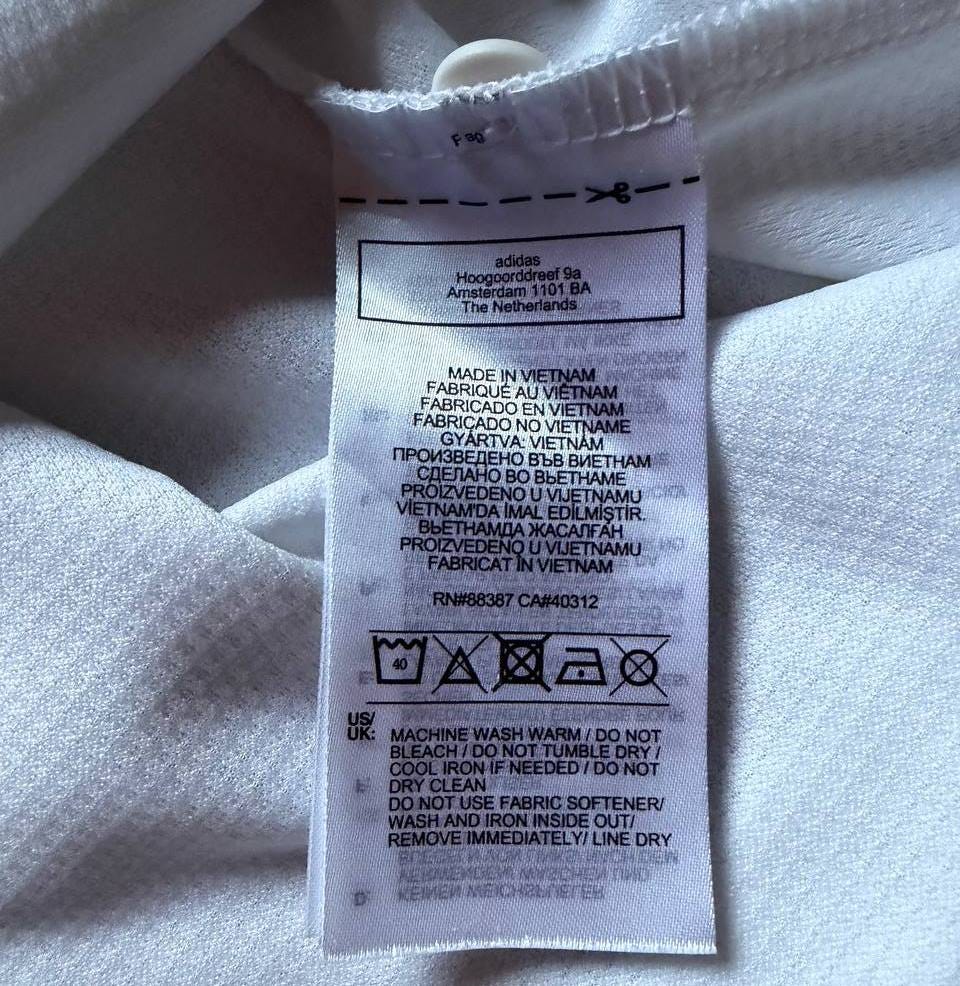 adidas
Hoogoorddreef 9a
Amsterdam 1101 BA
The Netherlands
MADE IN VIETNAM
FABRIQUÉ AU VIÊTNAM
FABRICADO EN VIETNAM
FABRICADO NO VIETNAME
GYÁRTVA: VIETNÁM
ПРОИЗВЕДЕНО ВЪВ ВИЕТНАМ
СДЕЛАНО ВО ВЬЕТНАМЕ
PROIZVEDENO U VIJETNAMU
VİETNAM'DA İMAL EDİLMİŞTİR.
ВЬЕТНАМДА ЖАСАЛҒАН
PROIZVEDENO U VIJETNAMU
FABRICAT ÎN VIETNAM
RN#88387 CA#40312
40
US/
UK: MACHINE WASH WARM / DO NOT
BLEACH / DO NOT TUMBLE DRY /
COOL IRON IF NEEDED / DO NOT
DRY CLEAN
DO NOT USE FABRIC SOFTENER/
WASH AND IRON INSIDE OUT/
REMOVE IMMEDIATELY/ LINE DRY